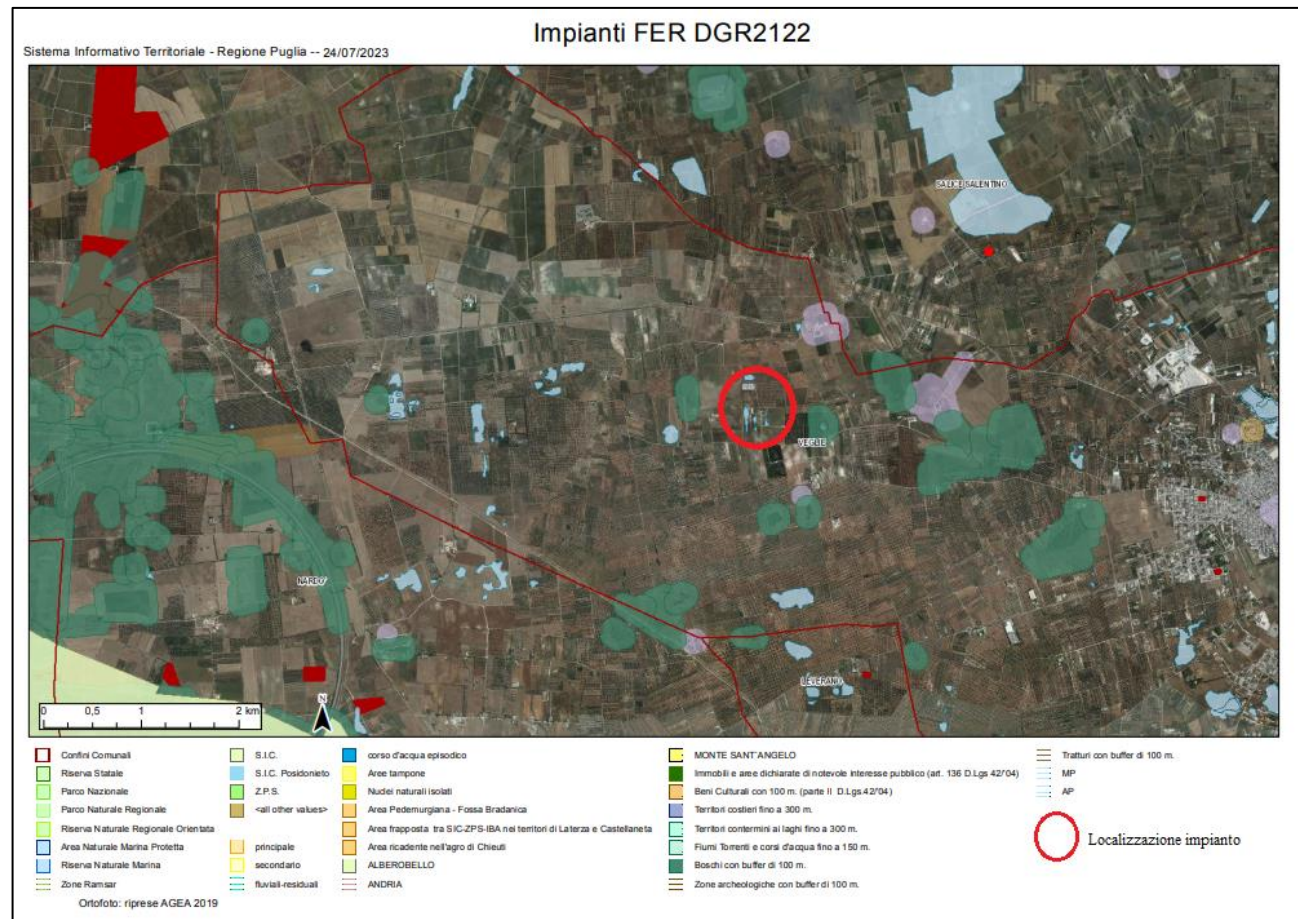 Impianti FER DGR2122
Sistema Informativo Territoriale - Regione Puglia -- 24/07/2023
SALICE SALENTINO
VEGLIE
NARDO'
LEVERANO
N
0 0,5 1 2 km
Confini Comunali
Riserva Statale
Parco Nazionale
Parco Naturale Regionale
Riserva Naturale Regionale Orientata
Area Naturale Marina Protetta
Riserva Naturale Marina
Zone Ramsar
S.I.C.
S.I.C. Posidonieto
Z.P.S.
<all other values>
principale
secondario
fluviali-residuali
corso d'acqua episodico
Aree tampone
Nuclei naturali isolati
Area Pedemurgiana - Fossa Bradanica
Area frapposta tra SIC-ZPS-IBA nei territori di Laterza e Castellaneta
Area ricadente nell'agro di Chieuti
ALBEROBELLO
ANDRIA
MONTE SANT'ANGELO
Immobili e aree dichiarate di notevole interesse pubblico (art. 136 D.Lgs 42/'04)
Beni Culturali con 100 m. (parte II D.Lgs.42/'04)
Territori costieri fino a 300 m.
Territori contermini ai laghi fino a 300 m.
Fiumi Torrenti e corsi d'acqua fino a 150 m.
Boschi con buffer di 100 m.
Zone archeologiche con buffer di 100 m.
Tratturi con buffer di 100 m.
MP
AP
Localizzazione impianto
Ortofoto: riprese AGEA 2019